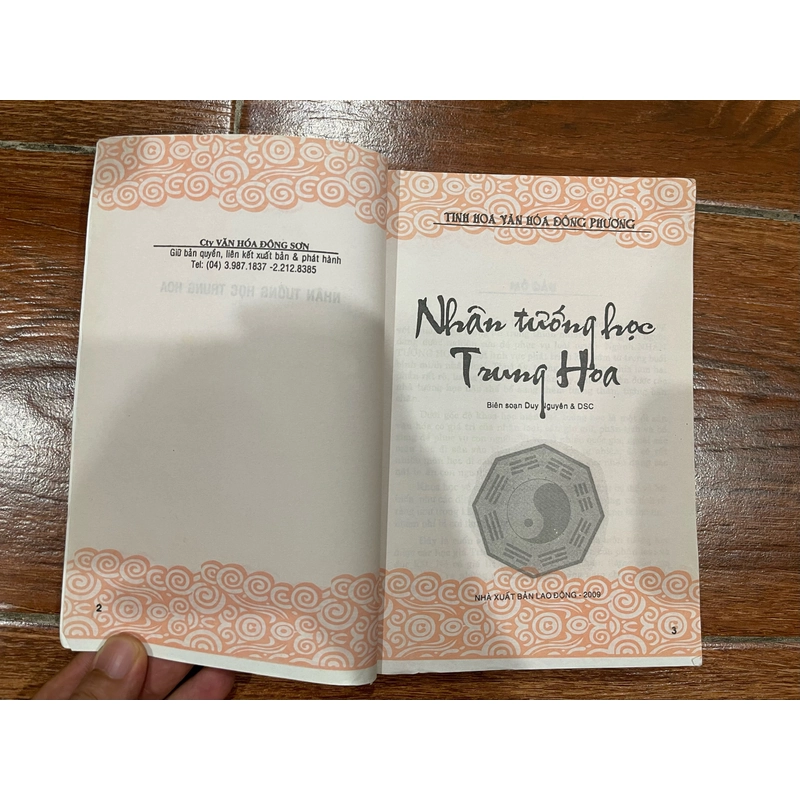 Cty VĂN HÓA ĐÔNG SƠN
Giữ bản quyền, liên kết xuất bản & phát hành
Tel: (04) 3.987.1837 -2.212.8385
2
TINH HOA VĂN HÓA ĐÔNG PHƯƠNG
Nhân tướng học
Trung Hoa
Biên soạn Duy Nguyên & DSC
NHÀ XUẤT BẢN LAO ĐỘNG - 2009
3